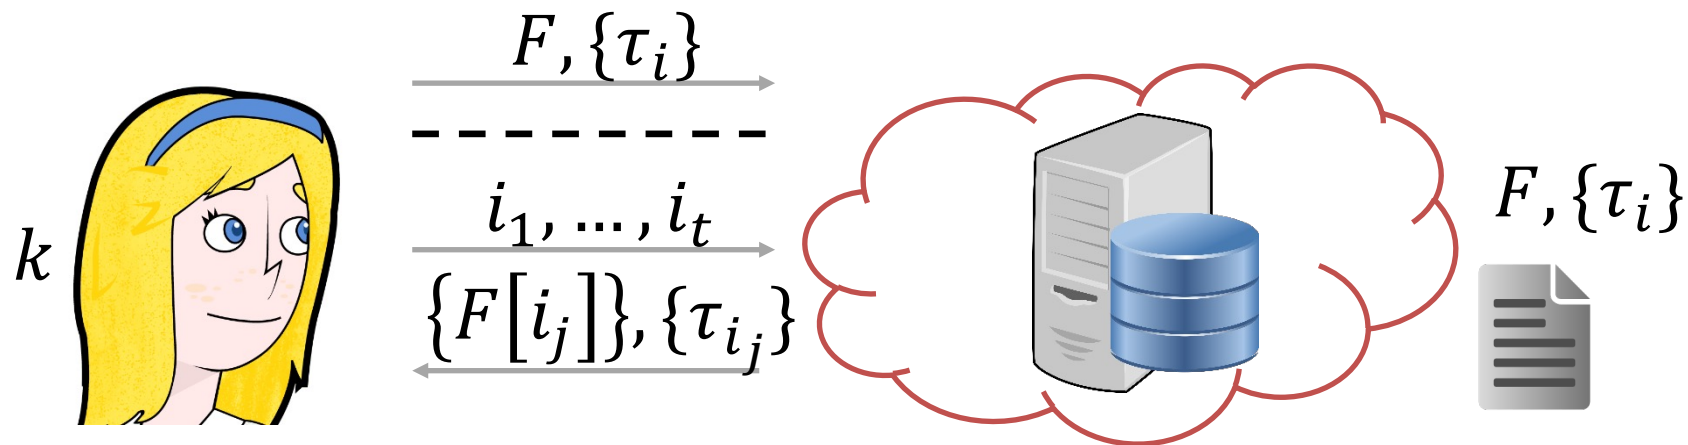 F, {τ_i}
k
i_1, … , i_t
{F[i_j]}, {τ_{i_j}}
F, {τ_i}